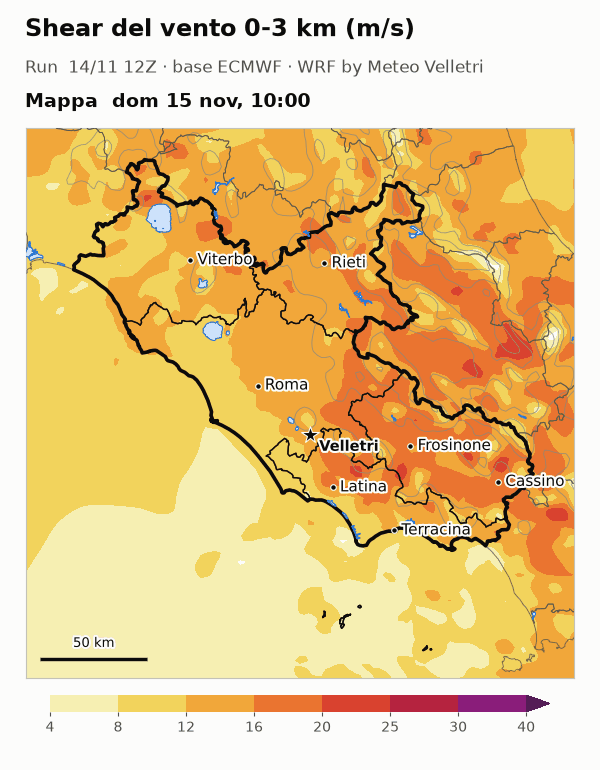 Shear del vento 0-3 km (m/s)
Run  14/11 12Z · base ECMWF · WRF by Meteo Velletri
Mappa  dom 15 nov, 10:00
Viterbo
Rieti
Roma
Velletri
Frosinone
Latina
Cassino
Terracina
50 km
4 8 12 16 20 25 30 40